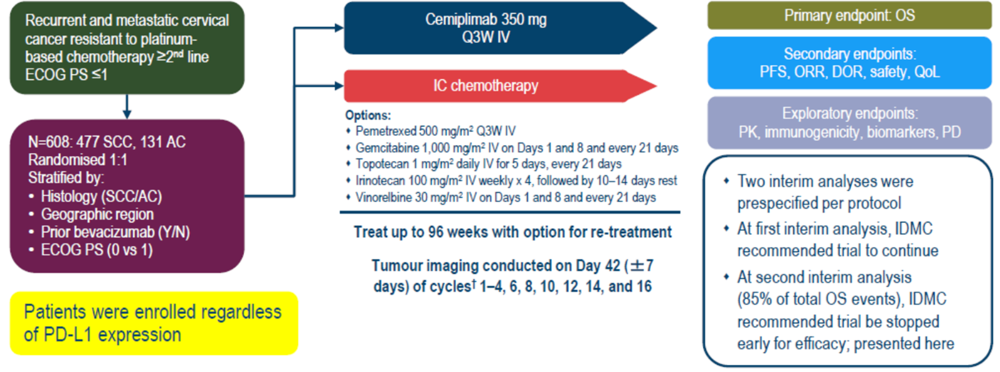 Recurrent and metastatic cervical
cancer resistant to platinum-
based chemotherapy ≥2nd line
ECOG PS ≤1
N=608: 477 SCC, 131 AC
Randomised 1:1
Stratified by:
• Histology (SCC/AC)
• Geographic region
• Prior bevacizumab (Y/N)
• ECOG PS (0 vs 1)
Patients were enrolled regardless
of PD-L1 expression
Cemiplimab 350 mg
Q3W IV
IC chemotherapy
Options:
♦ Pemetrexed 500 mg/m² Q3W IV
♦ Gemcitabine 1,000 mg/m² IV on Days 1 and 8 and every 21 days
♦ Topotecan 1 mg/m² daily IV for 5 days, every 21 days
♦ Irinotecan 100 mg/m² IV weekly x 4, followed by 10–14 days rest
♦ Vinorelbine 30 mg/m² IV on Days 1 and 8 and every 21 days
Treat up to 96 weeks with option for re-treatment
Tumour imaging conducted on Day 42 (±7
days) of cycles† 1–4, 6, 8, 10, 12, 14, and 16
Primary endpoint: OS
Secondary endpoints:
PFS, ORR, DOR, safety, QoL
Exploratory endpoints:
PK, immunogenicity, biomarkers, PD
♦ Two interim analyses were
prespecified per protocol
♦ At first interim analysis, IDMC
recommended trial to continue
♦ At second interim analysis
(85% of total OS events), IDMC
recommended trial be stopped
early for efficacy; presented here